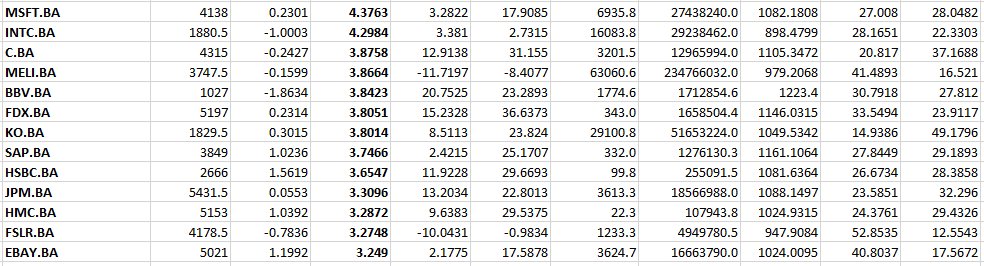 MSFT.BA 4138 0.2301 4.3763 3.2822 17.9085 6935.8 27438240.0 1082.1808 27.008 28.0482
INTC.BA 1880.5 -1.0003 4.2984 3.381 2.7315 16083.8 29238462.0 898.4799 28.1651 22.3303
C.BA 4315 -0.2427 3.8758 12.9138 31.155 3201.5 12965994.0 1105.3472 20.817 37.1688
MELI.BA 3747.5 -0.1599 3.8664 -11.7197 -8.4077 63060.6 234766032.0 979.2068 41.4893 16.521
BBV.BA 1027 -1.8634 3.8423 20.7525 23.2893 1774.6 1712854.6 1223.4 30.7918 27.812
FDX.BA 5197 0.2314 3.8051 15.2328 36.6373 343.0 1658504.4 1146.0315 33.5494 23.9117
KO.BA 1829.5 0.3015 3.8014 8.5113 23.824 29100.8 51653224.0 1049.5342 14.9386 49.1796
SAP.BA 3849 1.0236 3.7466 2.4215 25.1707 332.0 1276130.3 1161.1064 27.8449 29.1893
HSBC.BA 2666 1.5619 3.6547 11.9228 29.6693 99.8 255091.5 1081.6364 26.6734 28.3858
JPM.BA 5431.5 0.0553 3.3096 13.2034 22.8013 3613.3 18566988.0 1088.1497 23.5851 32.296
HMC.BA 5153 1.0392 3.2872 9.6383 29.5375 22.3 107943.8 1024.9315 24.3761 29.4326
FSLR.BA 4178.5 -0.7836 3.2748 -10.0431 -0.9834 1233.3 4949780.5 947.9084 52.8535 12.5543
EBAY.BA 5021 1.1992 3.249 2.1775 17.5878 3624.7 16663790.0 1024.0095 40.8037 17.5672